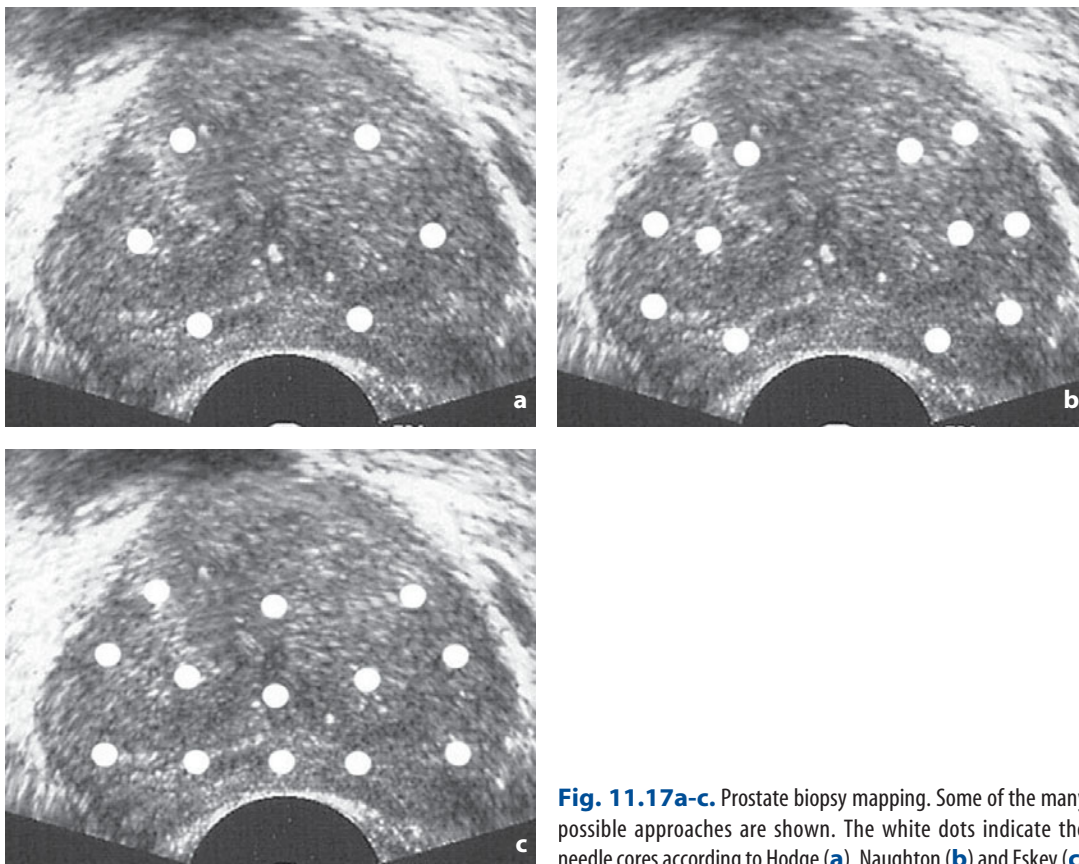 a
b
c
Fig. 11.17a-c. Prostate biopsy mapping. Some of the many
possible approaches are shown. The white dots indicate the
needle cores according to Hodge (a), Naughton (b) and Eskey (c